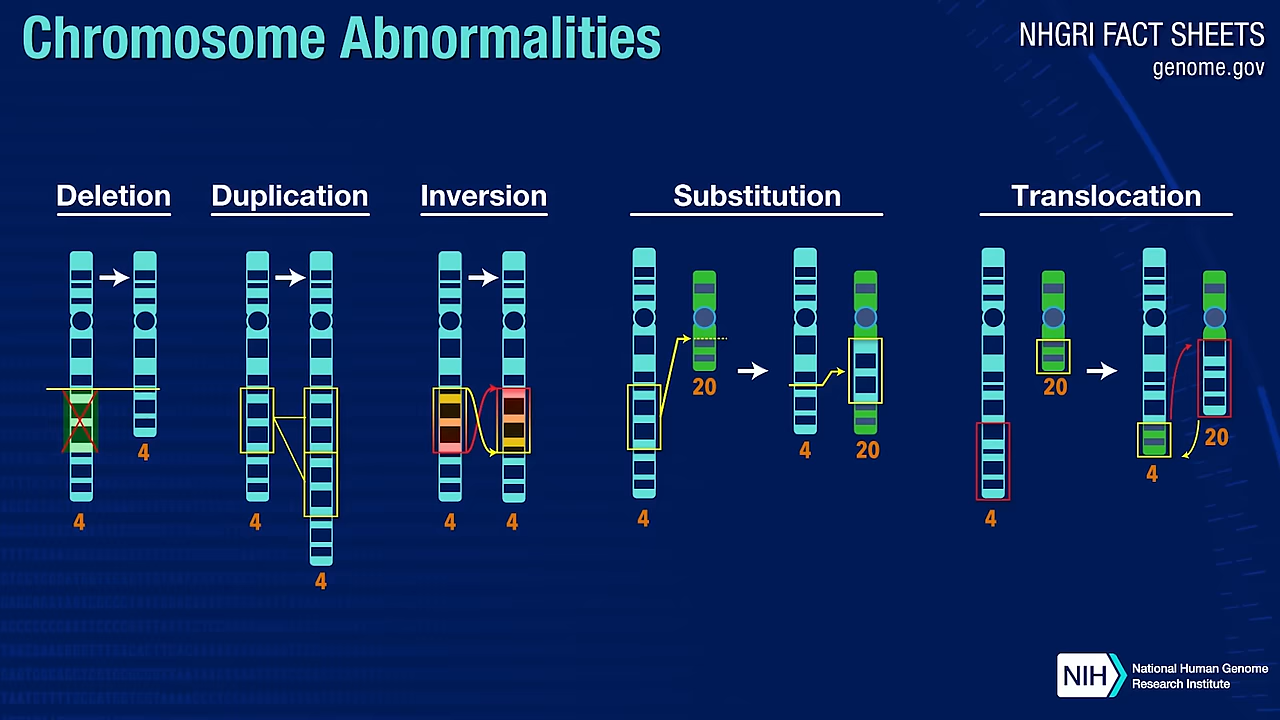 Chromosome Abnormalities
NHGRI FACT SHEETS
genome.gov
Deletion
Duplication
Inversion
Substitution
Translocation
4
4
4
4
4
4
4
20
4
20
4
20
4
20
NIH
National Human Genome
Research Institute